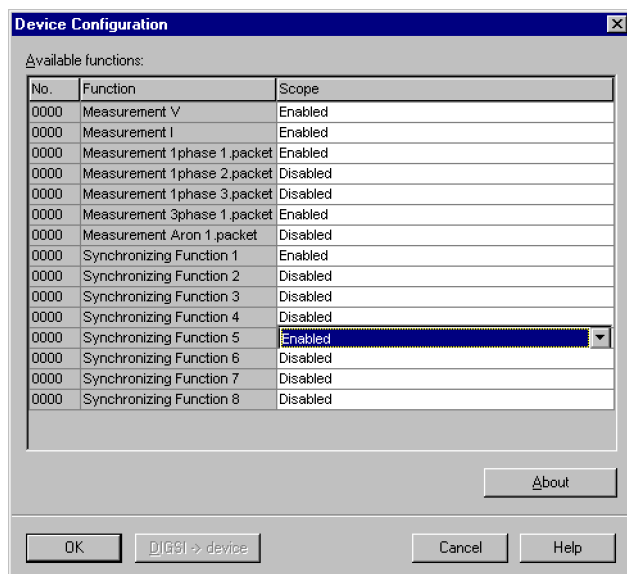 Device Configuration
Available functions:
No. Function Scope
0000 Measurement V Enabled
0000 Measurement I Enabled
0000 Measurement 1phase 1.packet Enabled
0000 Measurement 1phase 2.packet Disabled
0000 Measurement 1phase 3.packet Disabled
0000 Measurement 3phase 1.packet Enabled
0000 Measurement Aron 1.packet Disabled
0000 Synchronizing Function 1 Enabled
0000 Synchronizing Function 2 Disabled
0000 Synchronizing Function 3 Disabled
0000 Synchronizing Function 4 Disabled
0000 Synchronizing Function 5 Enabled
0000 Synchronizing Function 6 Disabled
0000 Synchronizing Function 7 Disabled
0000 Synchronizing Function 8 Disabled
About
OK DIGSI -> device Cancel Help